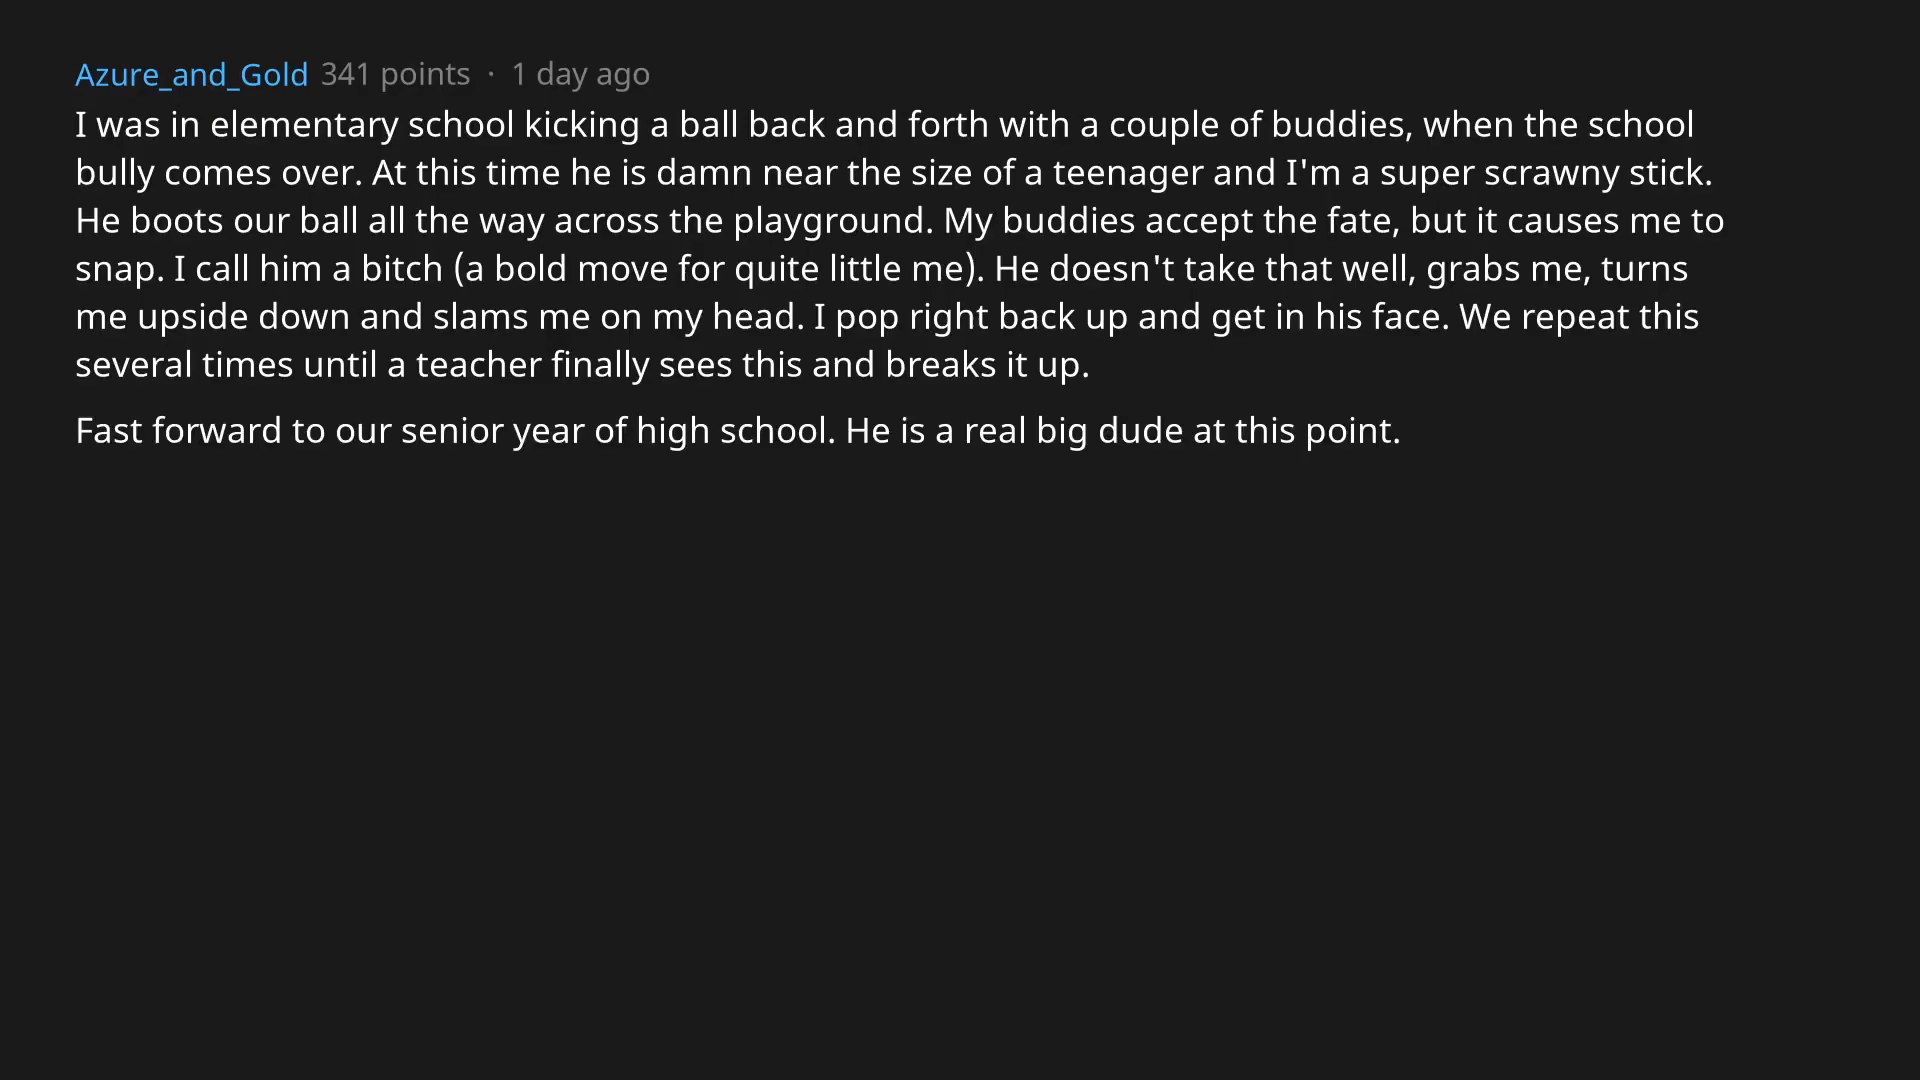 Azure_and_Gold 341 points · 1 day ago
I was in elementary school kicking a ball back and forth with a couple of buddies, when the school
bully comes over. At this time he is damn near the size of a teenager and I'm a super scrawny stick.
He boots our ball all the way across the playground. My buddies accept the fate, but it causes me to
snap. I call him a bitch (a bold move for quite little me). He doesn't take that well, grabs me, turns
me upside down and slams me on my head. I pop right back up and get in his face. We repeat this
several times until a teacher finally sees this and breaks it up.
Fast forward to our senior year of high school. He is a real big dude at this point.